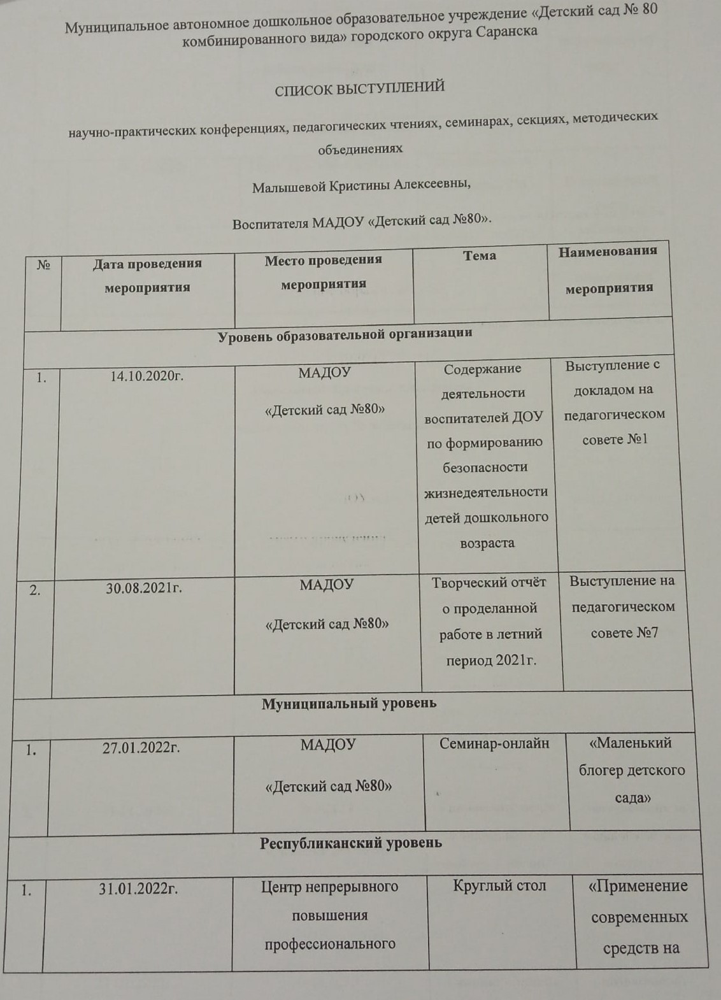 Муниципальное автономное дошкольное образовательное учреждение «Детский сад № 80
комбинированного вида» городского округа Саранска
СПИСОК ВЫСТУПЛЕНИЙ
научно-практических конференциях, педагогических чтениях, семинарах, секциях, методических
объединениях
Малышевой Кристины Алексеевны,
Воспитателя МАДОУ «Детский сад №80».
№
Дата проведения
мероприятия
Место проведения
мероприятия
Тема
Наименования
мероприятия
Уровень образовательной организации
1.
14.10.2020г.
МАДОУ
«Детский сад №80»
Содержание
деятельности
воспитателей ДОУ
по формированию
безопасности
жизнедеятельности
детей дошкольного
возраста
Выступление с
докладом на
педагогическом
совете №1
2.
30.08.2021г.
МАДОУ
«Детский сад №80»
Творческий отчёт
о проделанной
работе в летний
период 2021г.
Выступление на
педагогическом
совете №7
Муниципальный уровень
1.
27.01.2022г.
МАДОУ
«Детский сад №80»
Семинар-онлайн
«Маленький
блогер детского
сада»
Республиканский уровень
1.
31.01.2022г.
Центр непрерывного
повышения
профессионального
Круглый стол
«Применение
современных
средств на